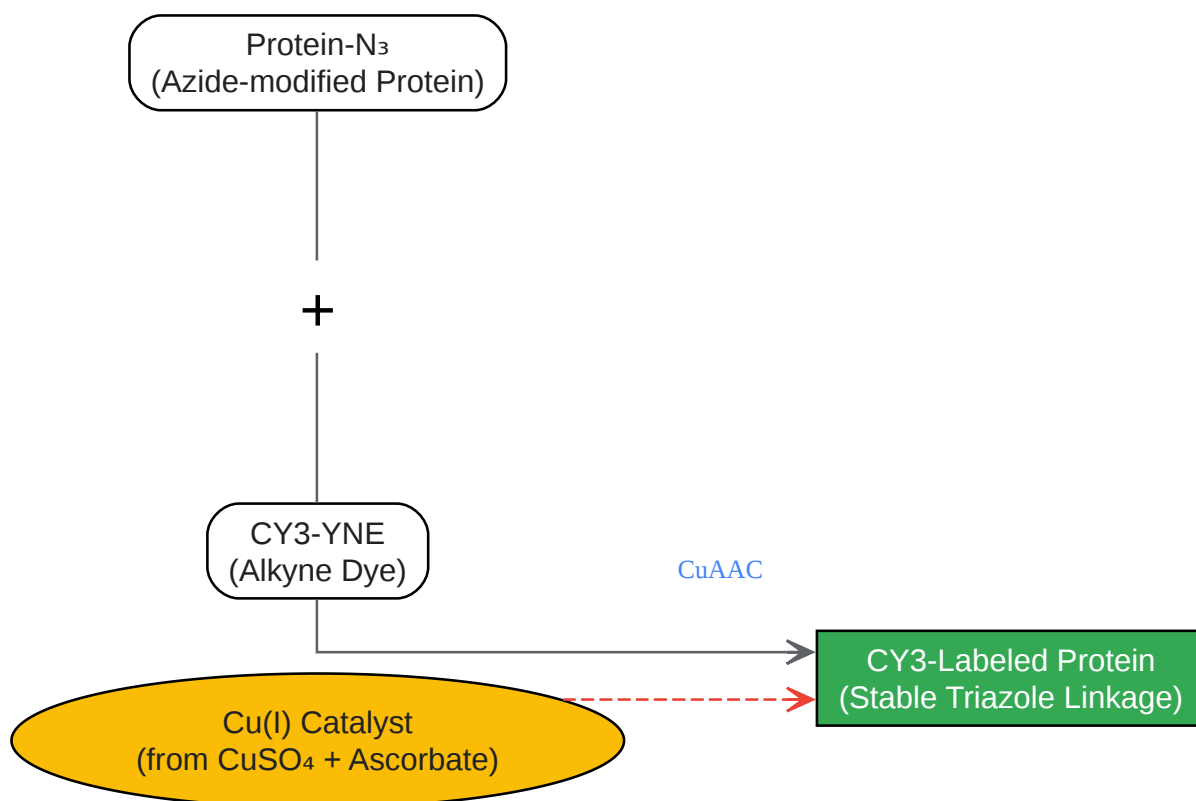 Protein-N₃
(Azide-modified Protein)
+
CY3-YNE
(Alkyne Dye)
CuAAC
CY3-Labeled Protein
(Stable Triazole Linkage)
Cu(I) Catalyst
(from CuSO₄ + Ascorbate)